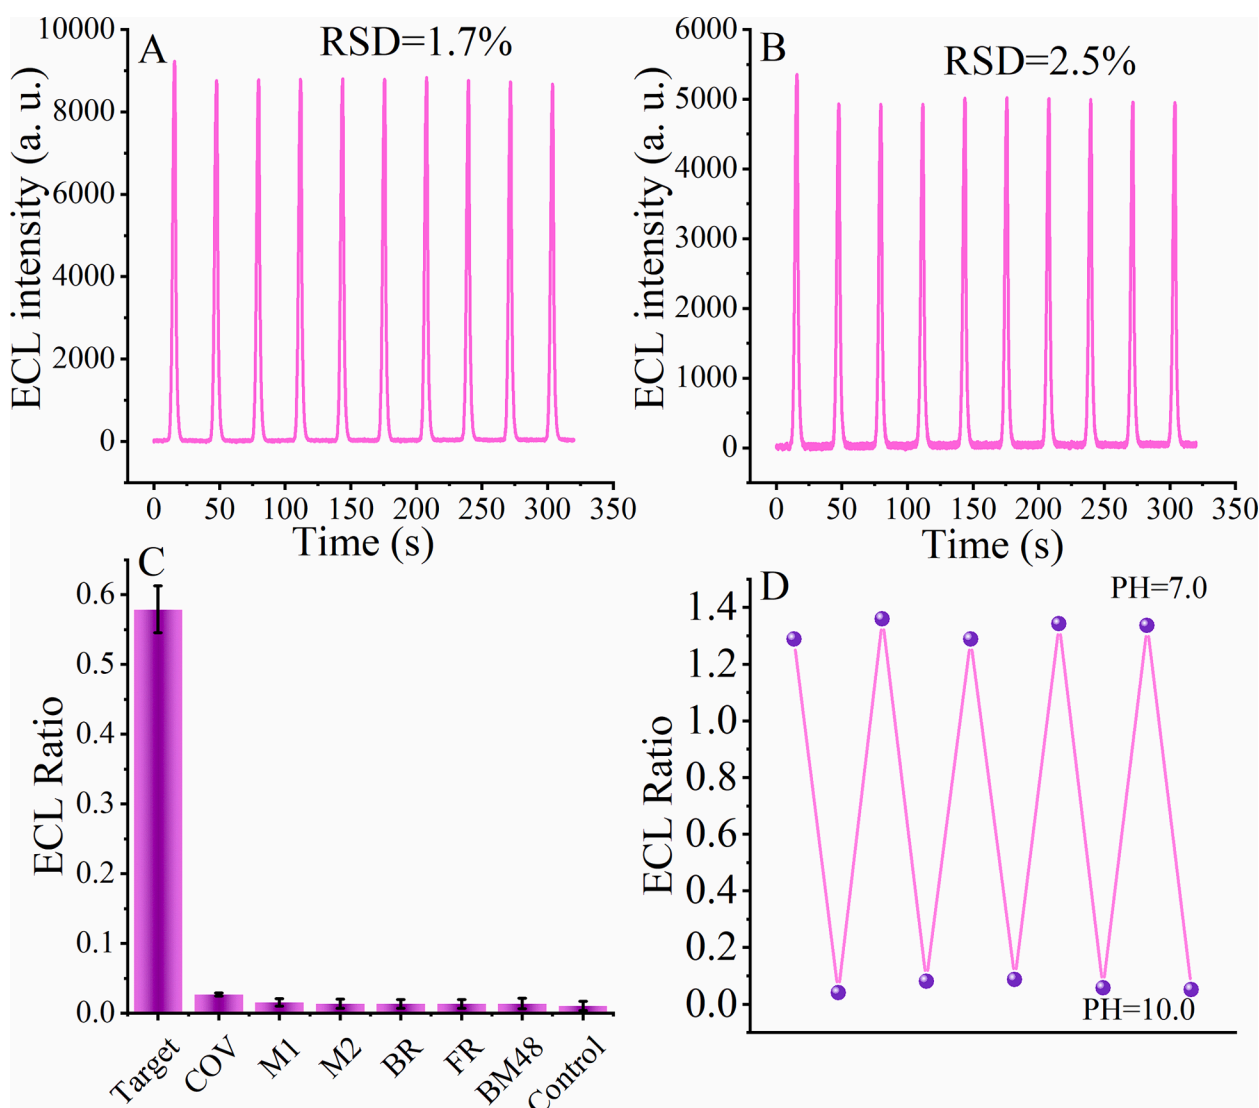 A
RSD=1.7%
ECL intensity (a. u.)
10000
8000
6000
4000
2000
0
0 50 100 150 200 250 300 350
Time (s)
B
RSD=2.5%
ECL intensity (a. u.)
6000
5000
4000
3000
2000
1000
0
0 50 100 150 200 250 300 350
Time (s)
C
ECL Ratio
0.6
0.5
0.4
0.3
0.2
0.1
0.0
Target COV M1 M2 BR FR BM48 Control
D
PH=7.0
ECL Ratio
1.4
1.2
1.0
0.8
0.6
0.4
0.2
0.0
PH=10.0